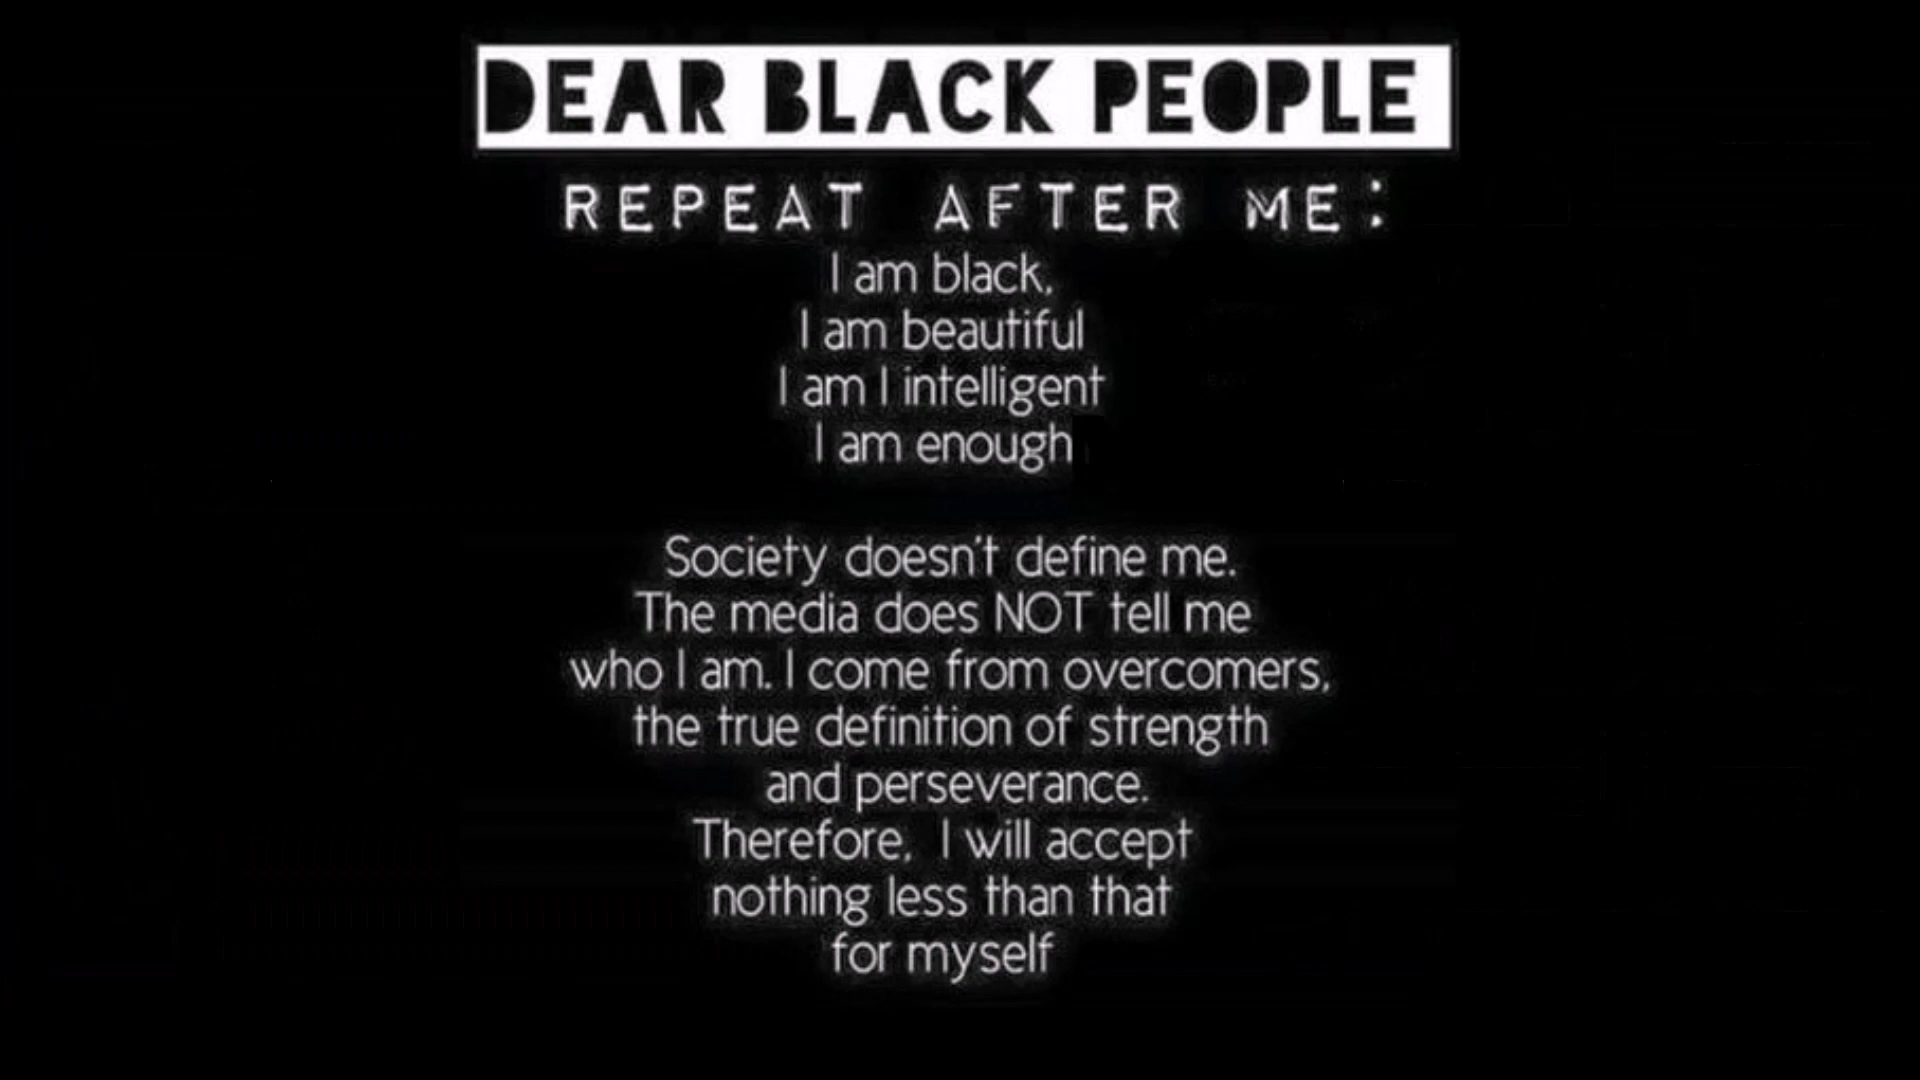 DEAR BLACK PEOPLE
REPEAT AFTER ME:
I am black,
I am beautiful
I am I intelligent
I am enough
Society doesn't define me.
The media does NOT tell me
who I am. I come from overcomers,
the true definition of strength
and perseverance.
Therefore, I will accept
nothing less than that
for myself